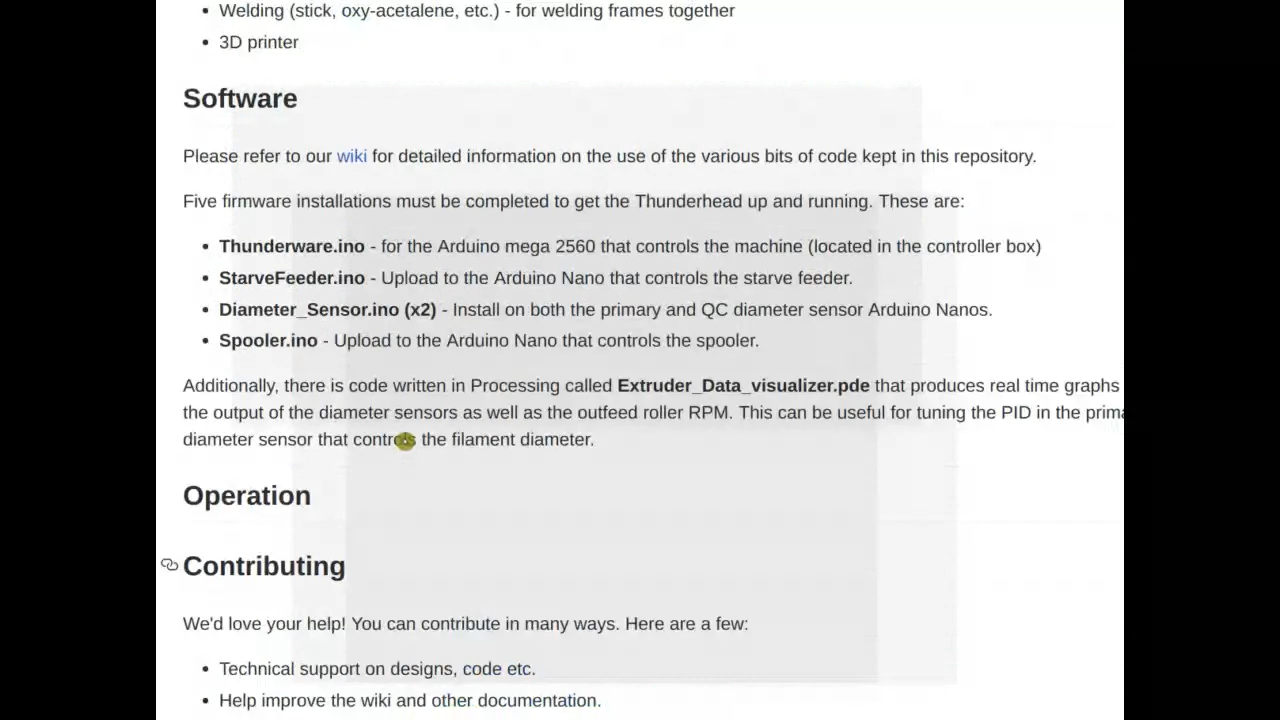 Welding (stick, oxy-acetalene, etc.) - for welding frames together
3D printer
Software
Please refer to our wiki for detailed information on the use of the various bits of code kept in this repository.
Five firmware installations must be completed to get the Thunderhead up and running. These are:
Thunderware.ino - for the Arduino mega 2560 that controls the machine (located in the controller box)
StarveFeeder.ino - Upload to the Arduino Nano that controls the starve feeder.
Diameter_Sensor.ino (x2) - Install on both the primary and QC diameter sensor Arduino Nanos.
Spooler.ino - Upload to the Arduino Nano that controls the spooler.
Additionally, there is code written in Processing called Extruder_Data_visualizer.pde that produces real time graphs
the output of the diameter sensors as well as the outfeed roller RPM. This can be useful for tuning the PID in the prima
diameter sensor that controls the filament diameter.
Operation
Contributing
We'd love your help! You can contribute in many ways. Here are a few:
Technical support on designs, code etc.
Help improve the wiki and other documentation.